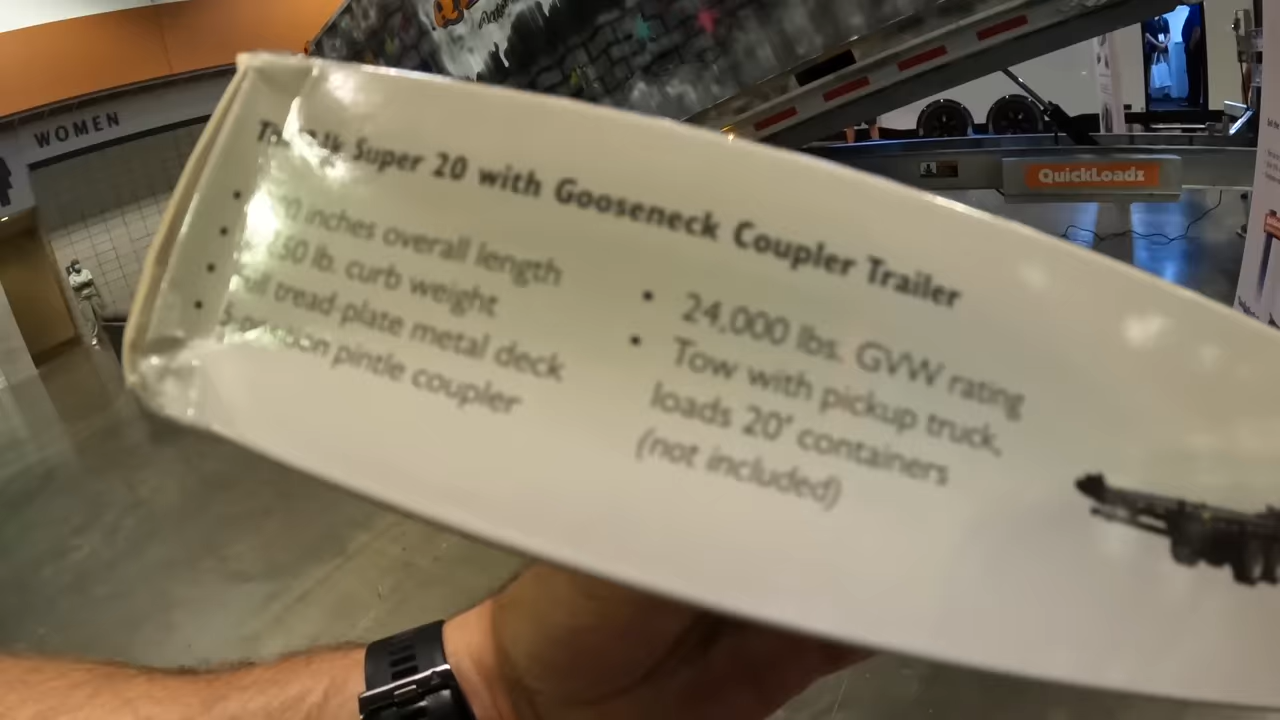 WOMEN
QuickLoadz
Super 20 with Gooseneck Coupler Trailer
inches overall length
lb. curb weight
tread-plate metal deck
pintle coupler
• 24,000 lbs. GVW rating
• Tow with pickup truck,
loads 20' containers
(not included)